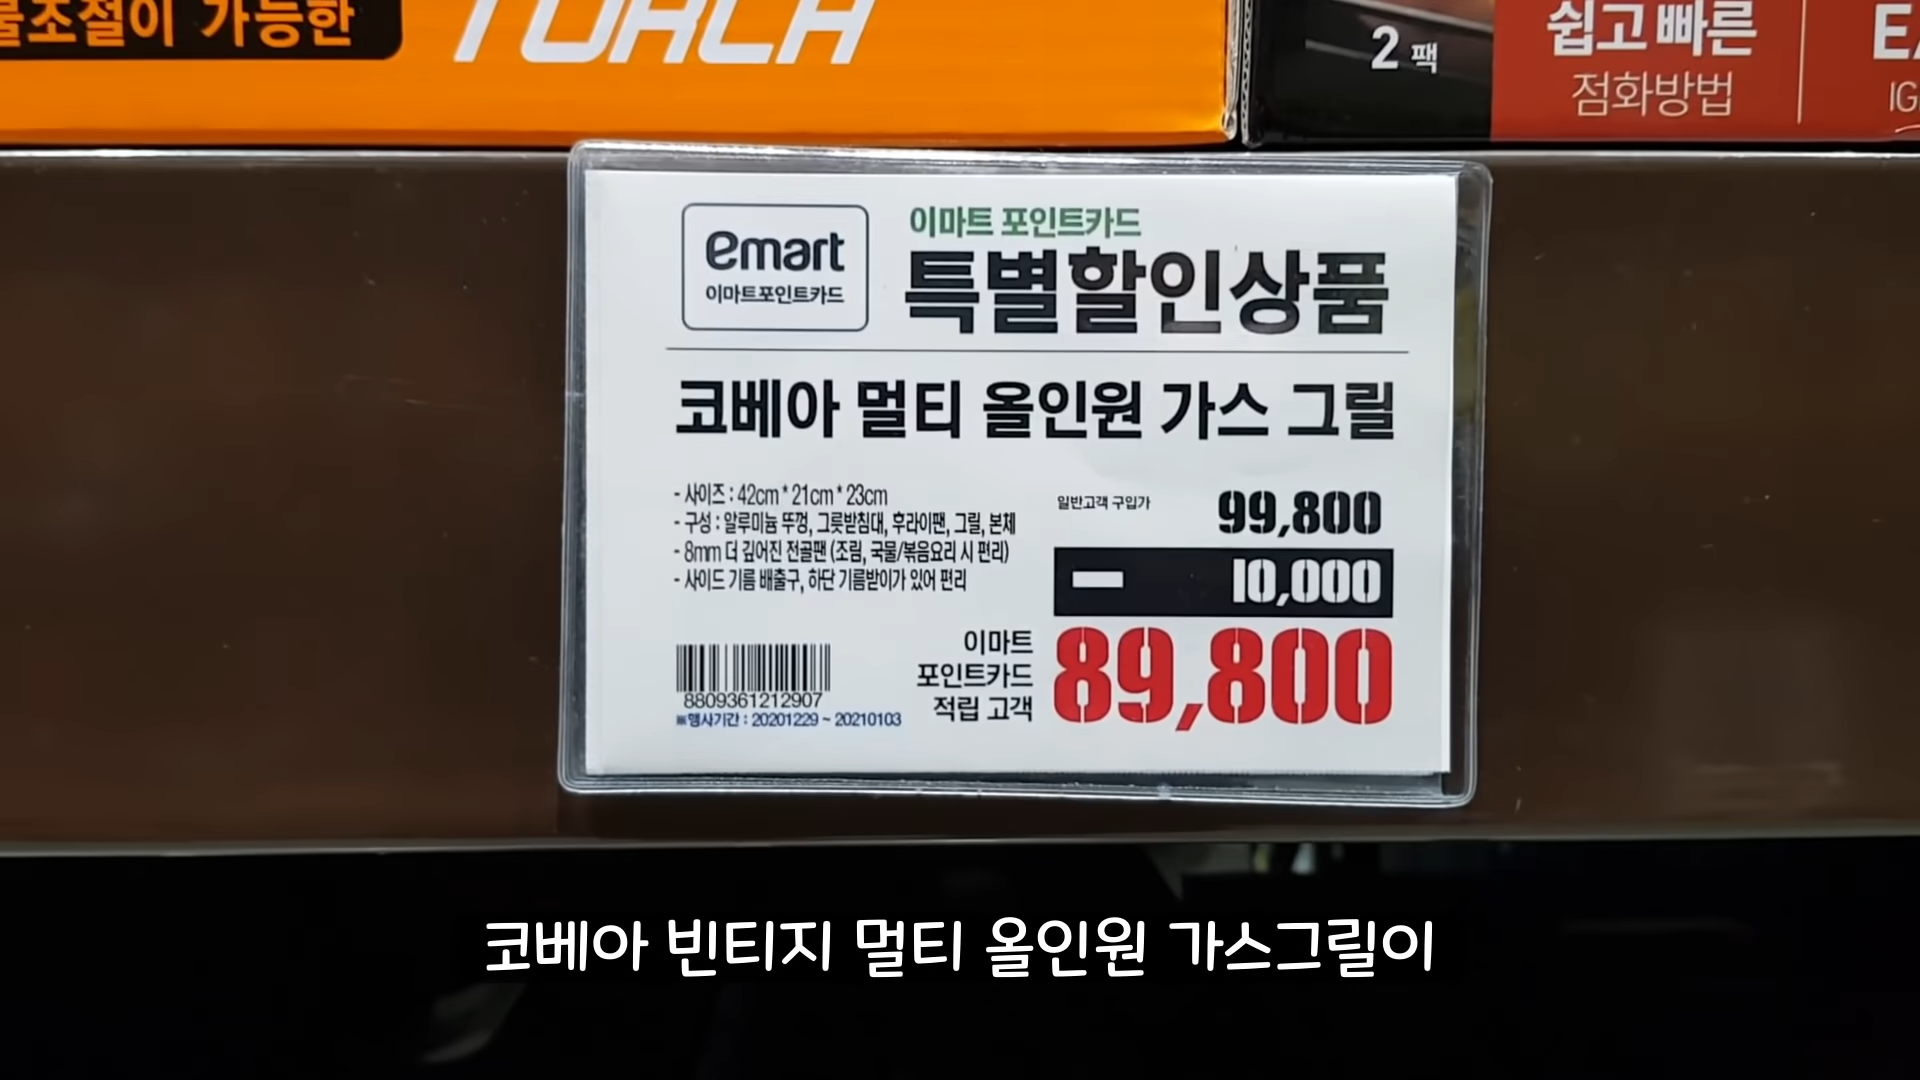 불조절이 가능한
TORCH
2 팩
쉽고 빠른
점화방법
emart
이마트포인트카드
이마트 포인트카드
특별할인상품
코베아 멀티 올인원 가스 그릴
- 사이즈 : 42cm * 21cm * 23cm
- 구성 : 알루미늄 뚜껑, 그릇받침대, 후라이팬, 그릴, 본체
- 8mm 더 깊어진 전골팬 (조림, 국물/볶음요리 시 편리)
- 사이드 기름 배출구, 하단 기름받이가 있어 편리
일반고객 구입가 99,800
- 10,000
이마트
포인트카드
적립 고객
89,800
8809361212907
※행사기간 : 20201229 ~ 20210103
코베아 빈티지 멀티 올인원 가스그릴이